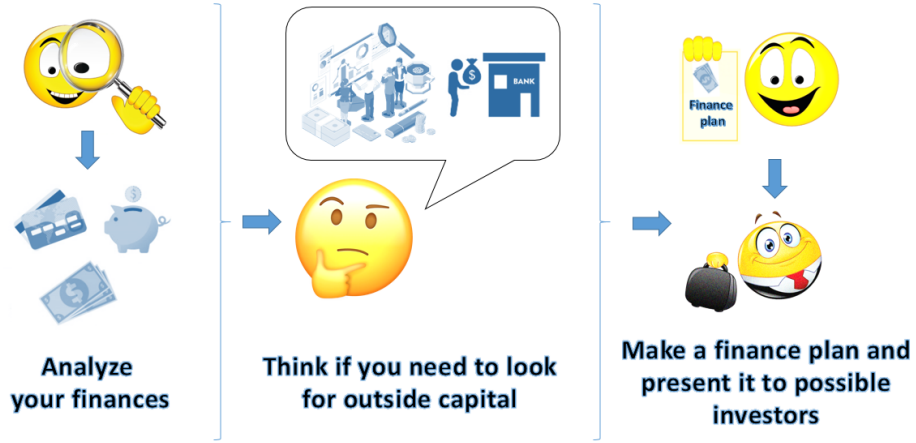 BANK
$
$
$
Finance
plan
Analyze
your finances
Think if you need to look
for outside capital
Make a finance plan and
present it to possible
investors